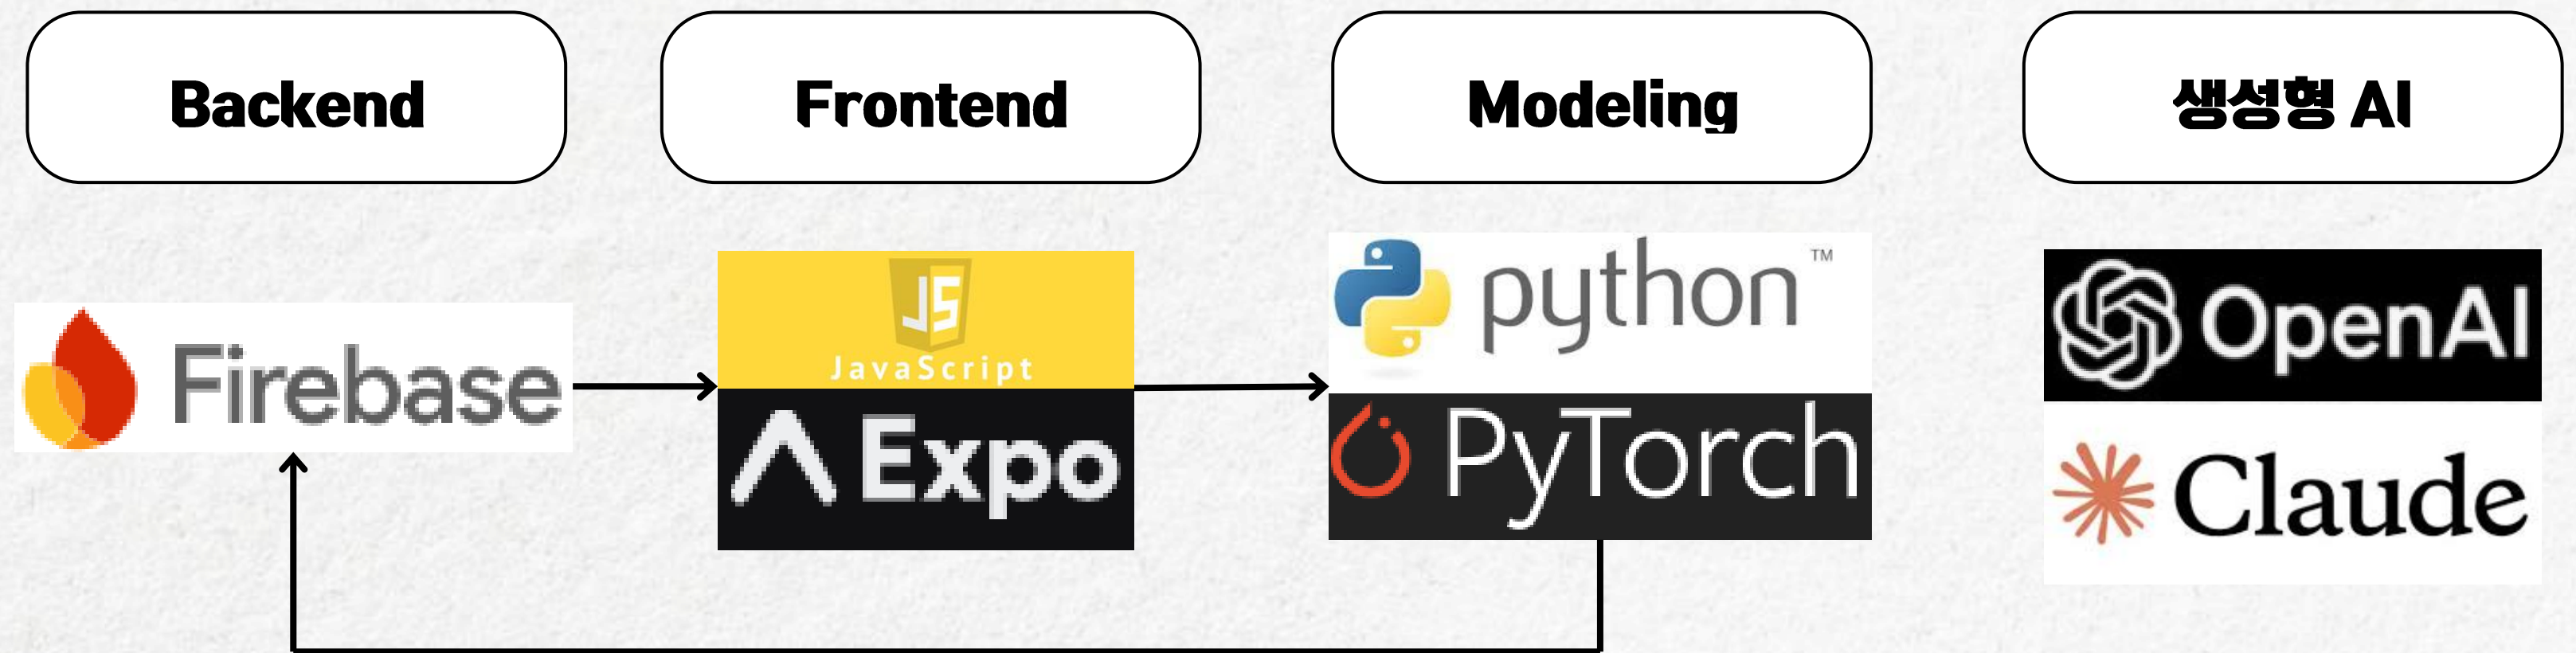 Backend
Frontend
Modeling
생성형 AI
Firebase
JS
JavaScript
Expo
python™
PyTorch
OpenAI
Claude